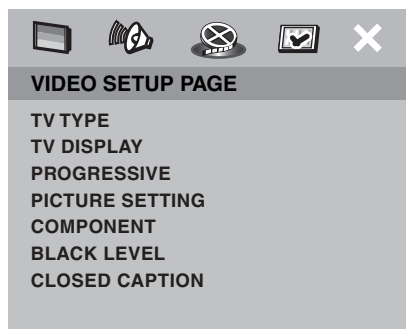 VIDEO SETUP PAGE
TV TYPE
TV DISPLAY
PROGRESSIVE
PICTURE SETTING
COMPONENT
BLACK LEVEL
CLOSED CAPTION